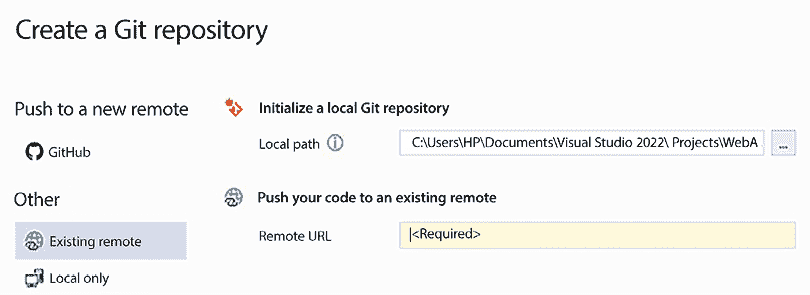 Create a Git repository
Push to a new remote
GitHub
Other
Existing remote
Local only
Initialize a local Git repository
Local path
C:\Users\HP\Documents\Visual Studio 2022\ Projects\WebA
...
Push your code to an existing remote
Remote URL
<Required>